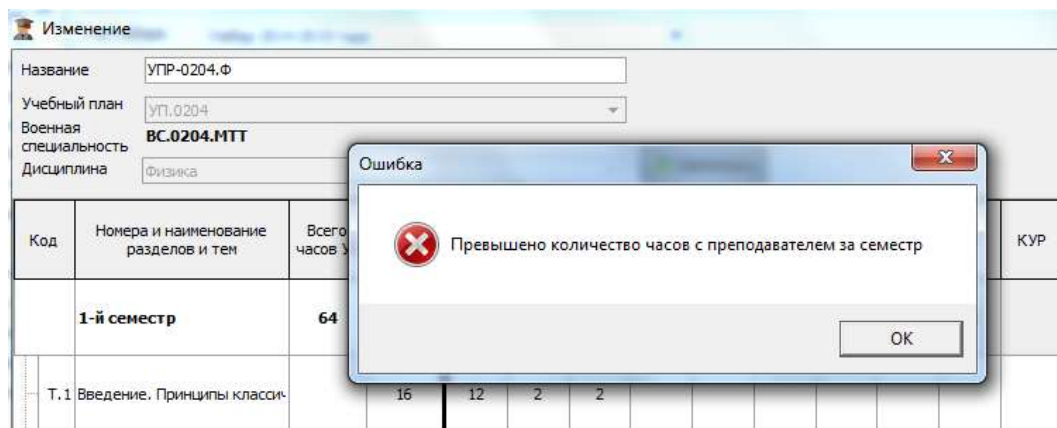 Изменение
Название УПР-0204.Ф
Учебный план УП.0204
Военная
специальность ВС.0204.МТТ
Дисциплина Физика
Ошибка
Превышено количество часов с преподавателем за семестр
ОК
Код Номера и наименование
разделов и тем Всего
часов КУР
1-й семестр 64
Т.1 Введение. Принципы 16 12 2 2